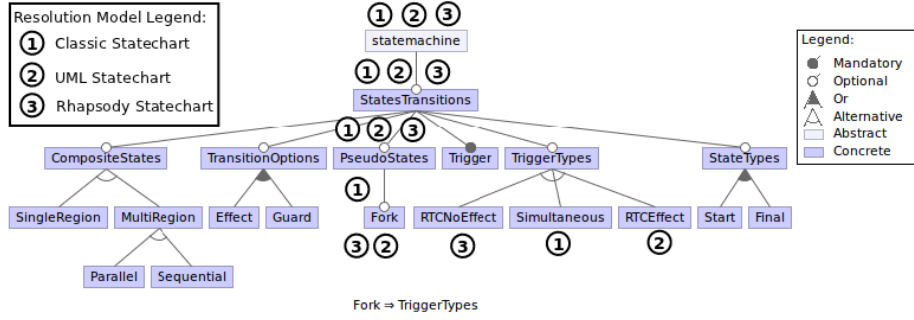 Resolution Model Legend:
1 Classic Statechart
2 UML Statechart
3 Rhapsody Statechart
1 2 3
statemachine
1 2 3
StatesTransitions
Legend:
Mandatory
Optional
Or
Alternative
Abstract
Concrete
1 2 3
CompositeStates TransitionOptions PseudoStates Trigger TriggerTypes StateTypes
1
SingleRegion MultiRegion Effect Guard Fork RTCNoEffect Simultaneous RTCEffect Start Final
3 2 3 1 2
Parallel Sequential
Fork ⇒ TriggerTypes